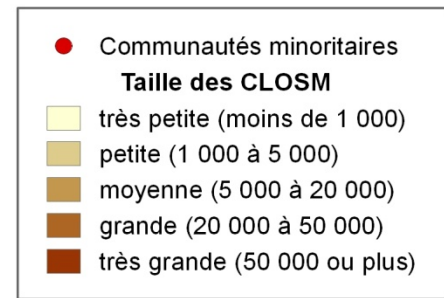 Communautés minoritaires
Taille des CLOSM
très petite (moins de 1 000)
petite (1 000 à 5 000)
moyenne (5 000 à 20 000)
grande (20 000 à 50 000)
très grande (50 000 ou plus)